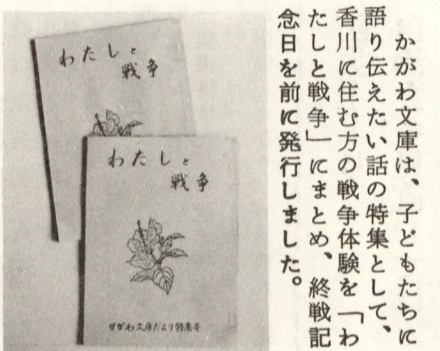 かがわ文庫は、子どもたちに
語り伝えたい話の特集として、
香川に住む方の戦争体験を「わ
たしと戦争」にまとめ、終戦記
念日を前に発行しました。
わたしと
戦争
わたしと
戦争
かがわ文庫だより特集号